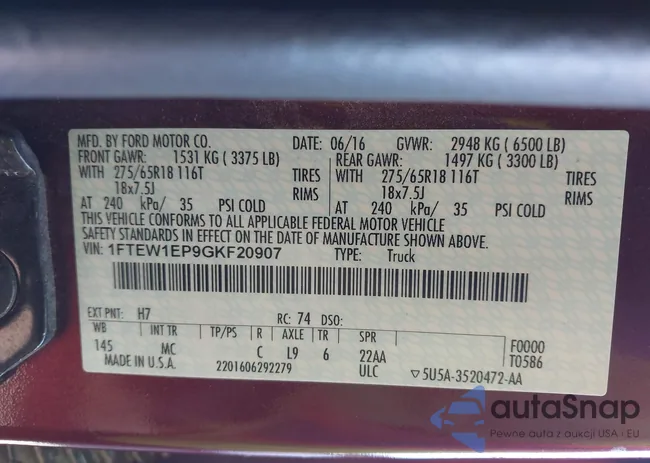 MFD. BY FORD MOTOR CO. DATE: 06/16 GVWR: 2948 KG ( 6500 LB)
FRONT GAWR: 1531 KG ( 3375 LB) REAR GAWR: 1497 KG ( 3300 LB)
WITH 275/65R18 116T TIRES WITH 275/65R18 116T TIRES
18x7.5J RIMS 18x7.5J RIMS
AT 240 kPa/ 35 PSI COLD AT 240 kPa/ 35 PSI COLD
THIS VEHICLE CONFORMS TO ALL APPLICABLE FEDERAL MOTOR VEHICLE
SAFETY STANDARDS IN EFFECT ON THE DATE OF MANUFACTURE SHOWN ABOVE.
VIN: 1FTEW1EP9GKF20907 TYPE: Truck
EXT PNT: H7 RC: 74 DSO:
WB INT TR TP/PS R AXLE TR SPR F0000
145 MC C L9 6 22AA T0586
MADE IN U.S.A. 2201606292279 ULC ▽5U5A-3520472-AA
autaSnap
Pewne auta z aukcji USA i EU